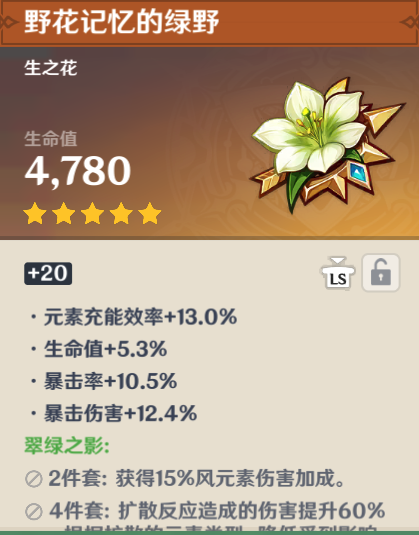 野花记忆的绿野
生之花
生命值
4,780
+20
LS
·元素充能效率+13.0%
·生命值+5.3%
·暴击率+10.5%
·暴击伤害+12.4%
翠绿之影:
2件套: 获得15%风元素伤害加成。
4件套: 扩散反应造成的伤害提升60%